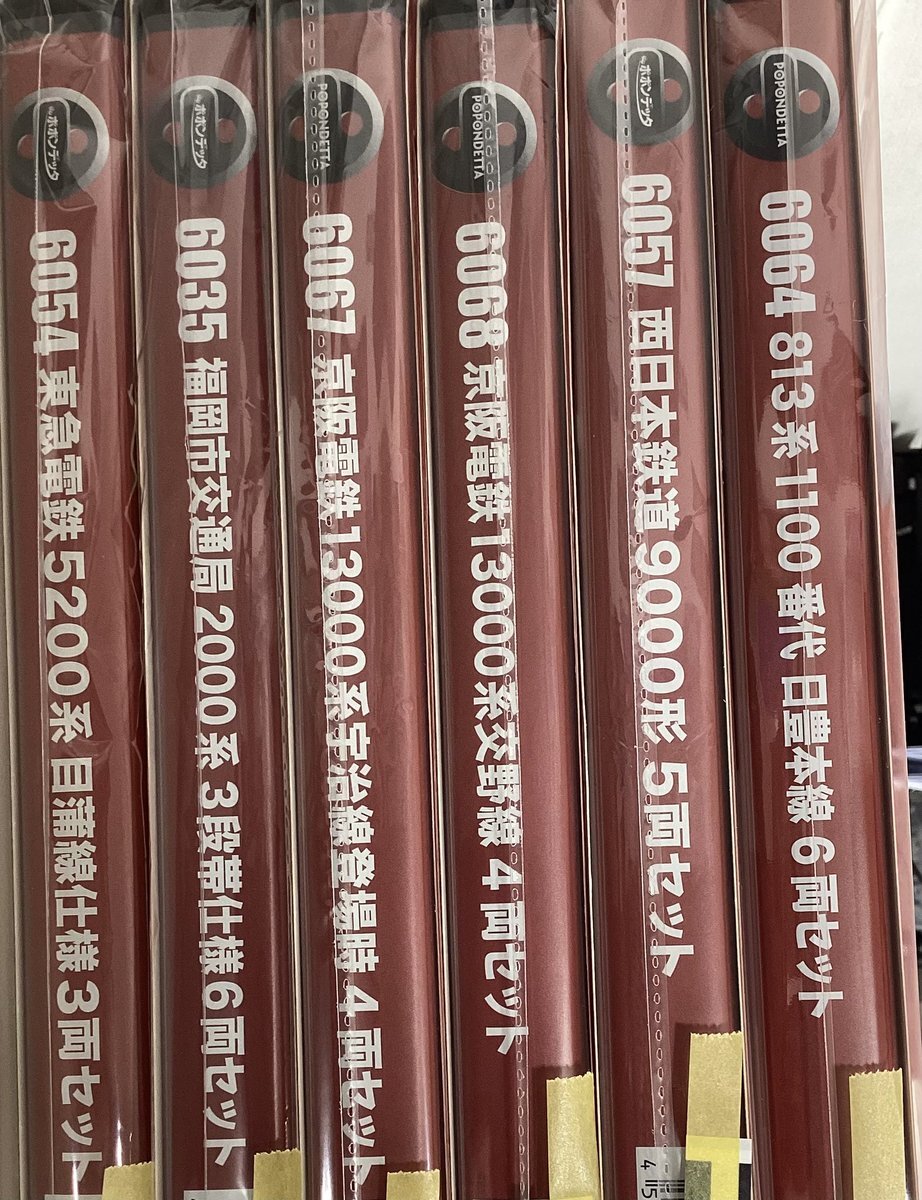 ポポンデッタ
6054 東急電鉄5200系 目蒲線仕様3両セット
ポポンデッタ
6035 福岡市交通局 2000系 3段帯仕様6両セット
POPONDETTA
6067 京阪電鉄13000系宇治線登場時 4両セット
POPONDETTA
6068 京阪電鉄13000系交野線 4両セット
ポポンデッタ
6057 西日本鉄道 9000形 5両セット
POPONDETTA
6064 813系 1100番代 日豊本線 6両セット